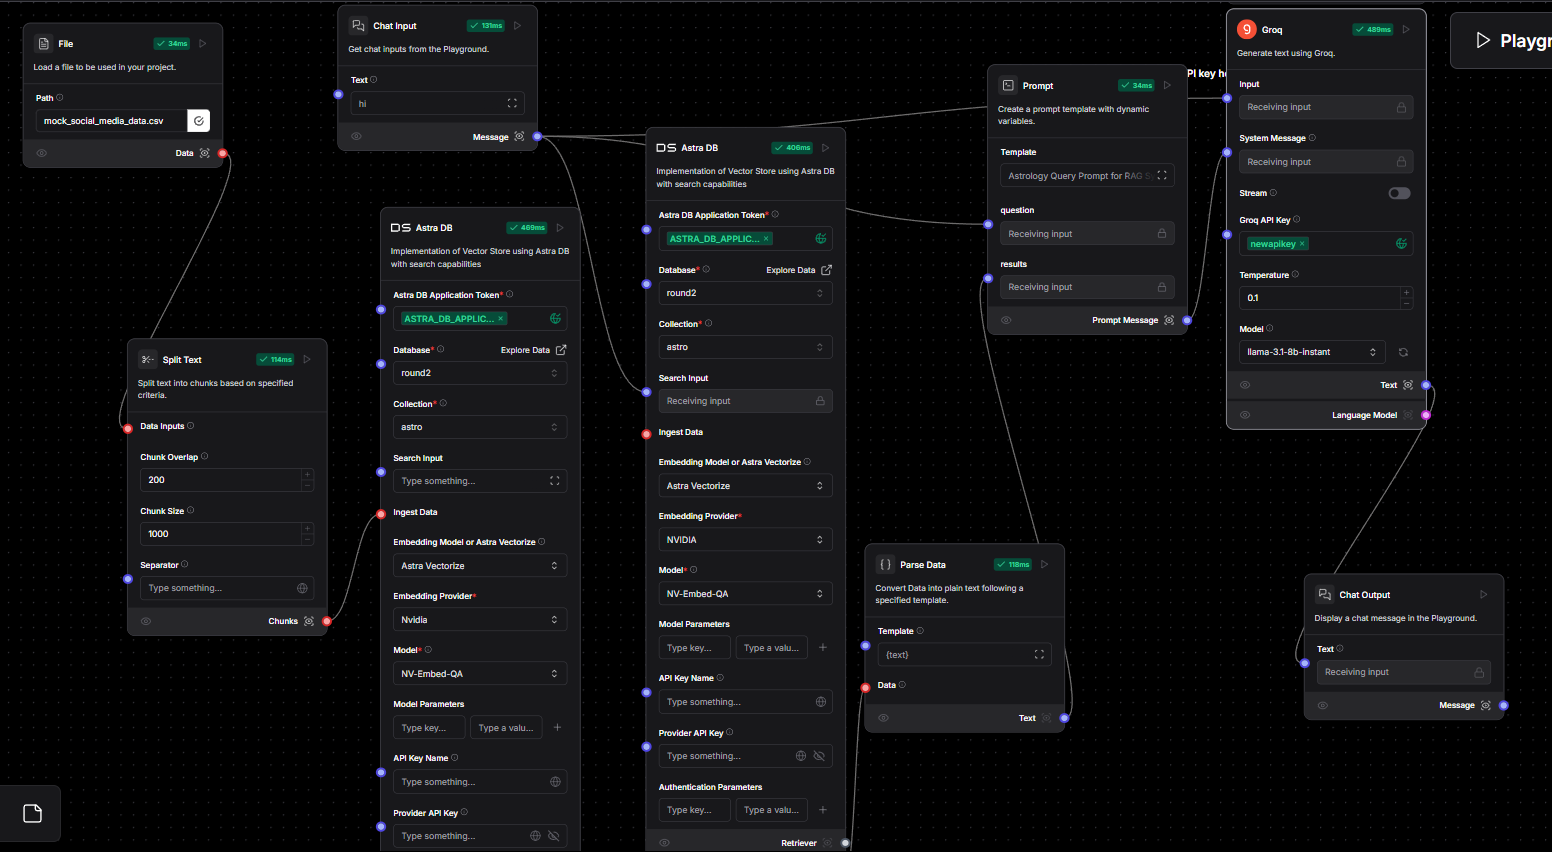 File
34ms
Load a file to be used in your project.
Path
mock_social_media_data.csv
Data
Chat Input
131ms
Get chat inputs from the Playground.
Text
hi
Message
Split Text
114ms
Split text into chunks based on specified
criteria.
Data Inputs
Chunk Overlap
200
Chunk Size
1000
Separator
Type something...
Chunks
DS Astra DB
469ms
Implementation of Vector Store using Astra DB
with search capabilities
Astra DB Application Token*
ASTRA_DB_APPLIC... ×
Database*
Explore Data
round2
Collection*
astro
Search Input
Type something...
Ingest Data
Embedding Model or Astra Vectorize
Astra Vectorize
Embedding Provider*
Nvidia
Model*
NV-Embed-QA
Model Parameters
Type key... Type a valu... +
API Key Name
Type something...
Provider API Key
Type something...
DS Astra DB
406ms
Implementation of Vector Store using Astra DB
with search capabilities
Astra DB Application Token*
ASTRA_DB_APPLIC... ×
Database*
Explore Data
round2
Collection*
astro
Search Input
Receiving input
Ingest Data
Embedding Model or Astra Vectorize
Astra Vectorize
Embedding Provider*
NVIDIA
Model*
NV-Embed-QA
Model Parameters
Type key... Type a valu... +
API Key Name
Type something...
Provider API Key
Type something...
Authentication Parameters
Type key... Type a valu... +
Retriever
Parse Data
118ms
Convert Data into plain text following a
specified template.
Template
{text}
Data
Text
Prompt
34ms
Create a prompt template with dynamic
variables.
Template
Astrology Query Prompt for RAG
question
Receiving input
results
Receiving input
Prompt Message
PI key he
Groq
489ms
Generate text using Groq.
Input
Receiving input
System Message
Receiving input
Stream
Groq API Key
newapikey ×
Temperature
0.1
Model
llama-3.1-8b-instant
Text
Language Model
Chat Output
Display a chat message in the Playground.
Text
Receiving input
Message
Playgr